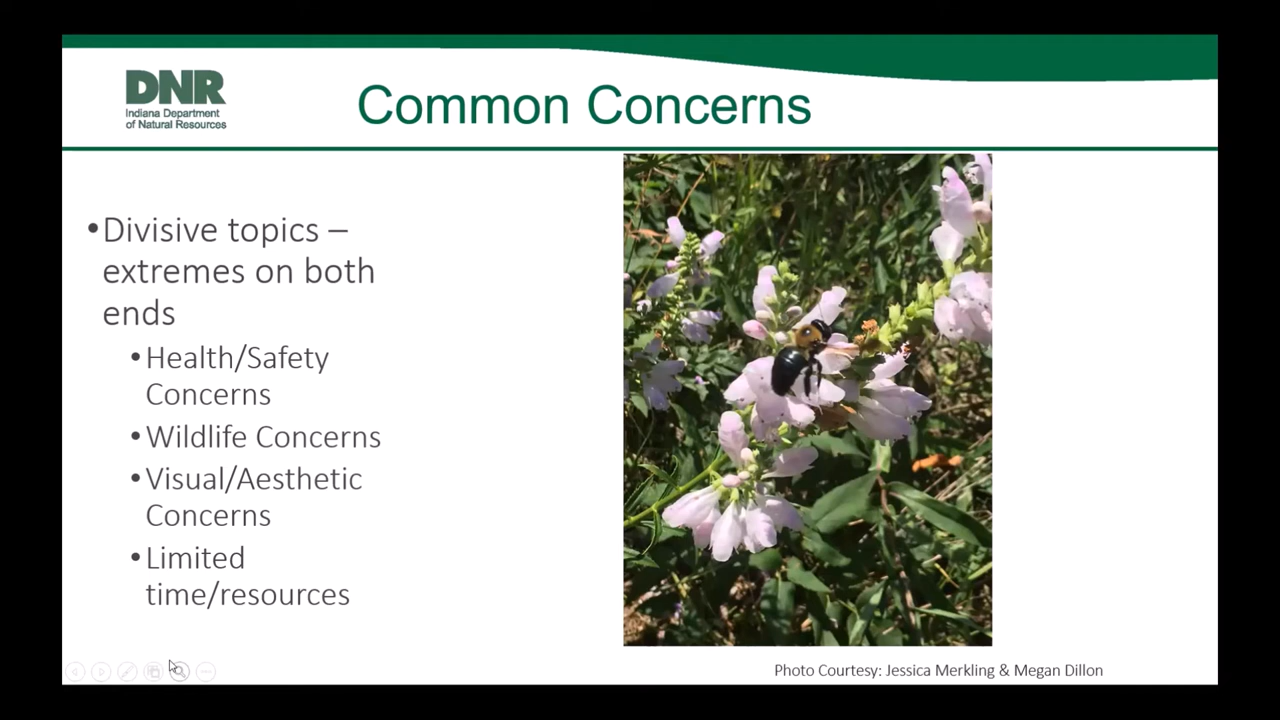 DNR
Indiana Department
of Natural Resources
Common Concerns
•Divisive topics –
extremes on both
ends
•Health/Safety
Concerns
•Wildlife Concerns
•Visual/Aesthetic
Concerns
•Limited
time/resources
Photo Courtesy: Jessica Merkling & Megan Dillon